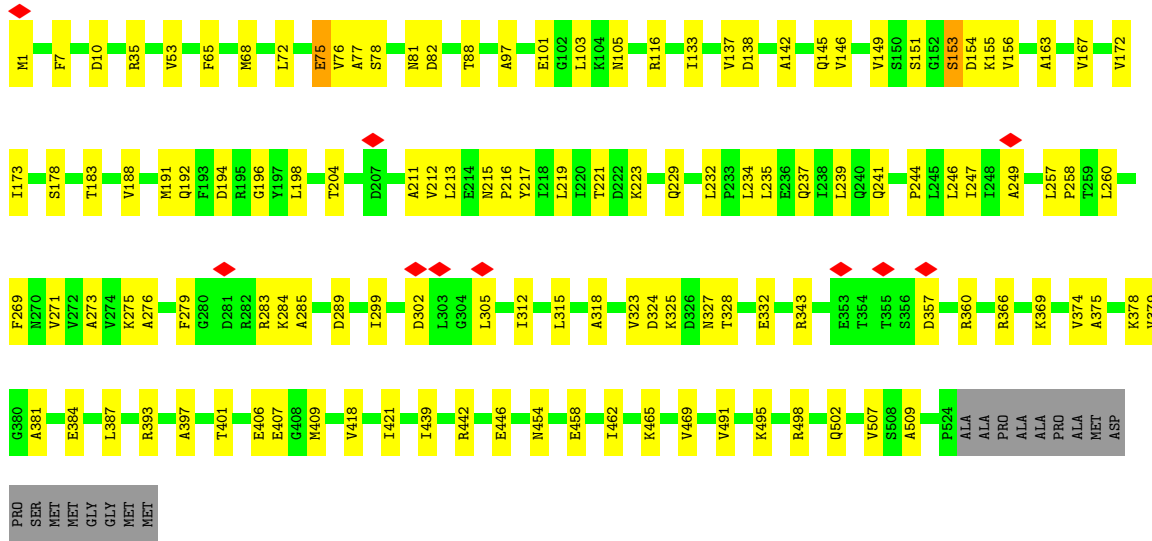 M1 F7 D10 R35 V53 F65 M68 L72 E75 V76 A77 S78 N81 D82 T88 A97 E101 G102 L103 K104 N105 R116 I133 V137 D138 A142 Q145 V146 V149 S150 S151 G152 S153 D154 K155 V156 A163 V167 V172
I173 S178 T183 V188 M191 Q192 F193 D194 R195 G196 Y197 L198 T204 D207 A211 V212 L213 E214 N215 P216 Y217 I218 L219 I220 T221 D222 K223 Q229 L232 P233 L234 L235 E236 Q237 I238 L239 Q240 Q241 P244 L245 L246 I247 I248 A249 L257 P258 T259 L260
F269 N270 V271 V272 A273 V274 K275 A276 F279 G280 D281 R282 R283 K284 A285 D289 I299 D302 L303 G304 L305 I312 L315 A318 V323 D324 K325 D326 N327 T328 E332 R343 E353 T354 T355 S356 D357 R360 R366 K369 V374 A375 K378 V379
G380 A381 E384 L387 R393 A397 T401 E406 E407 G408 M409 V418 I421 I439 R442 E446 N454 E458 I462 K465 V469 V491 K495 R498 Q502 V507 S508 A509 P524 ALA ALA PRO ALA ALA PRO ALA MET ASP
PRO SER MET MET GLY GLY MET MET